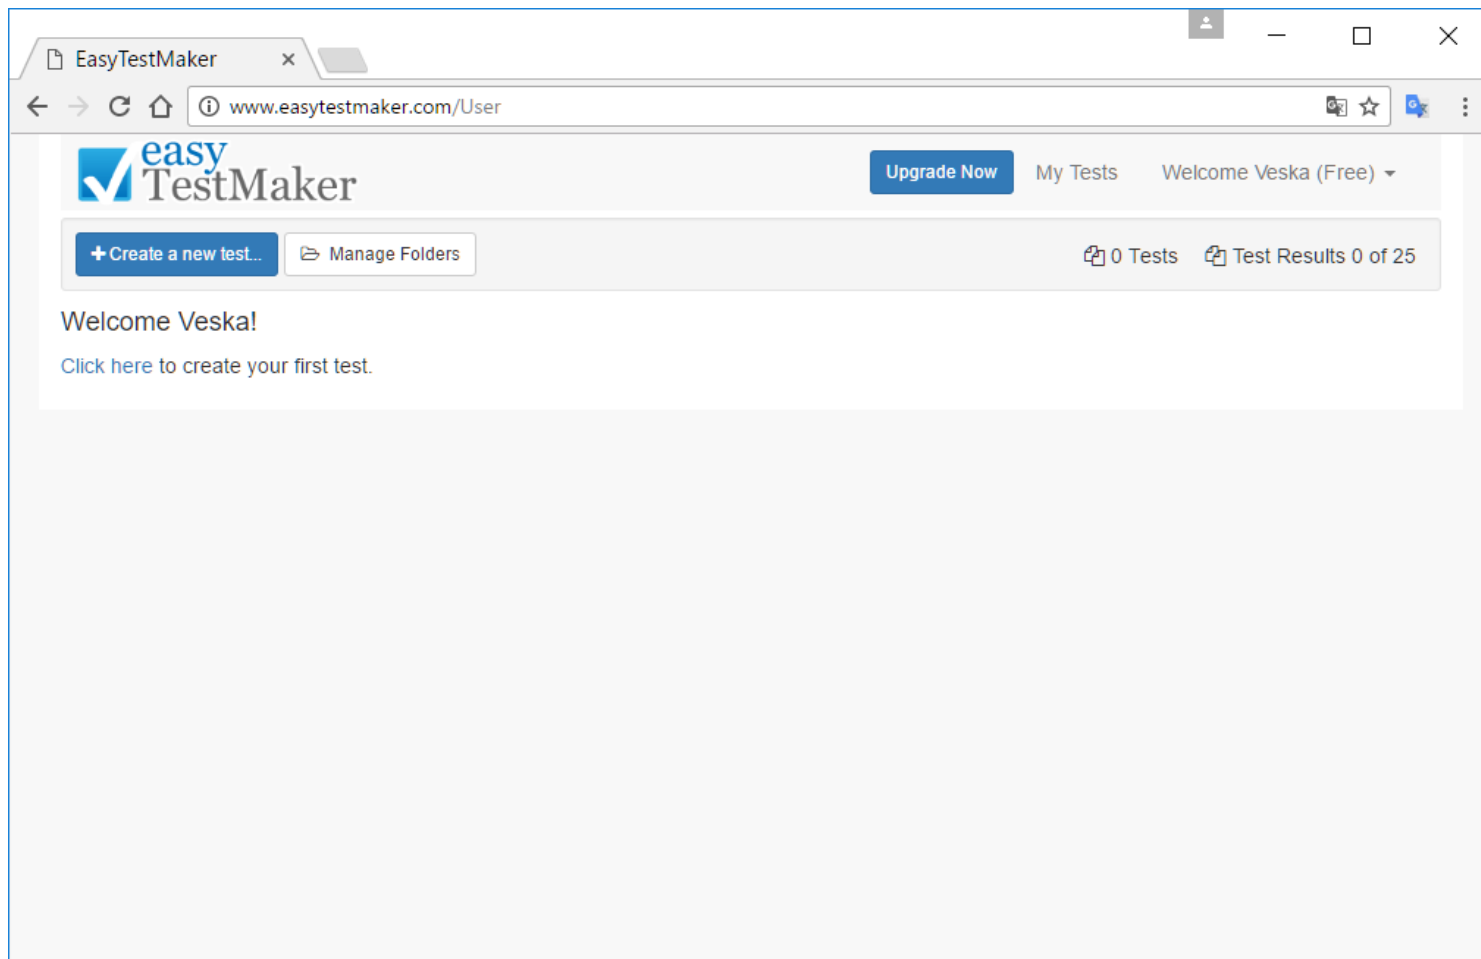 EasyTestMaker
www.easytestmaker.com/User
easy
TestMaker
Upgrade Now My Tests Welcome Veska (Free)
Create a new test... Manage Folders 0 Tests Test Results 0 of 25
Welcome Veska!
Click here to create your first test.